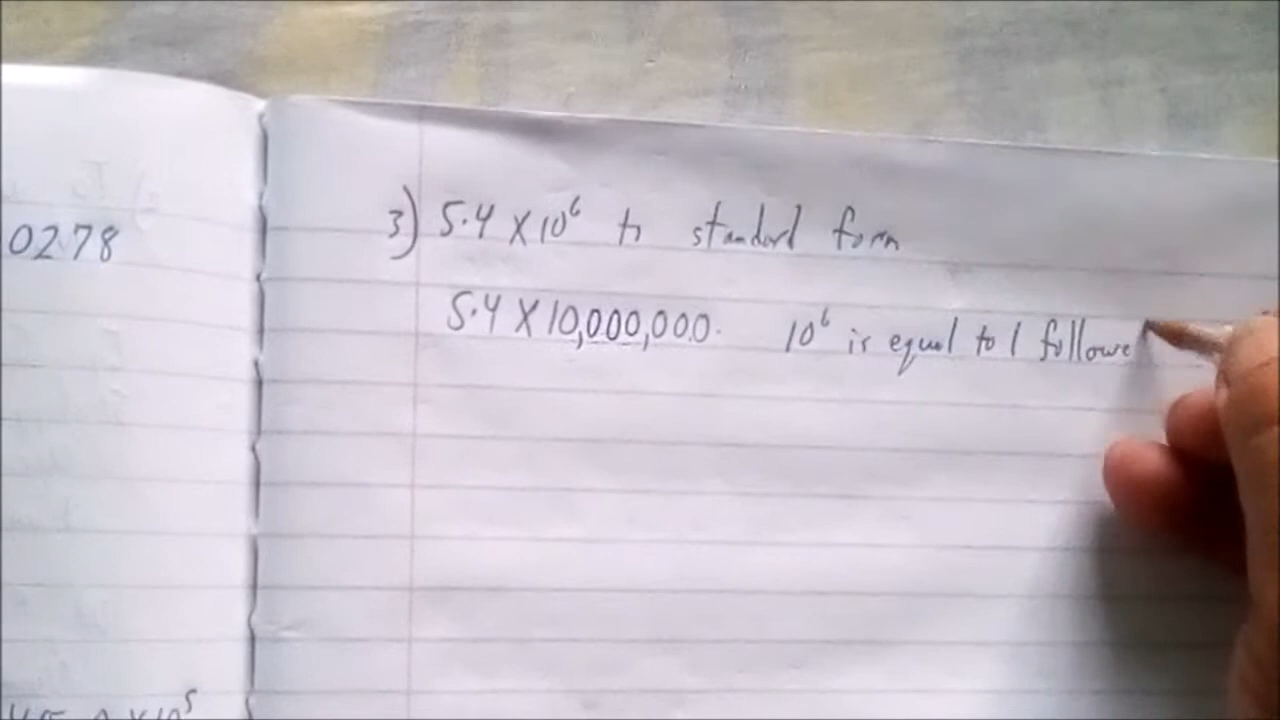 0278
3) 5.4 X 10⁶ to standard form
5.4 X 10,000,000. 10⁶ is equal to 1 followe
X10⁵